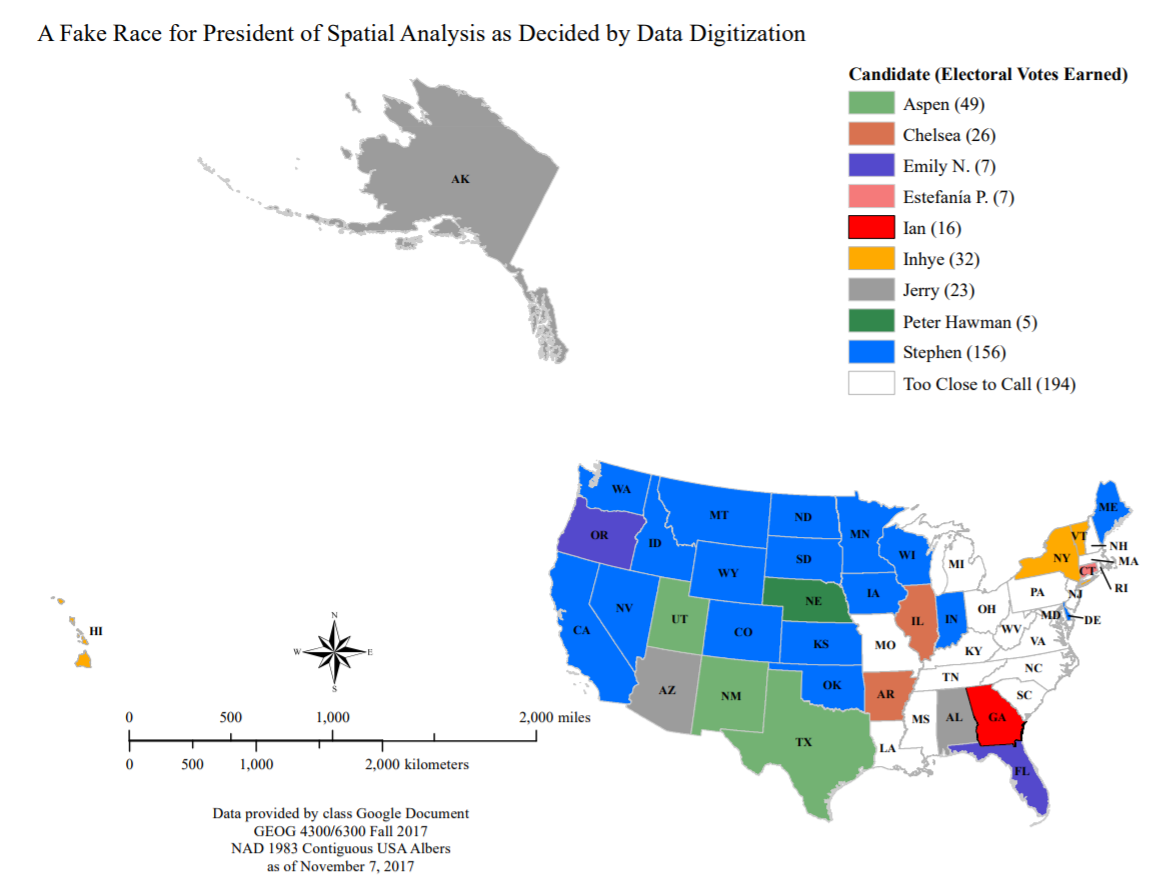 A Fake Race for President of Spatial Analysis as Decided by Data Digitization
Candidate (Electoral Votes Earned)
Aspen (49)
Chelsea (26)
Emily N. (7)
Estefanía P. (7)
Ian (16)
Inhye (32)
Jerry (23)
Peter Hawman (5)
Stephen (156)
Too Close to Call (194)
AK
HI
WA
MT
ND
MN
ME
OR
ID
SD
WI
MI
VT
NH
NY
MA
WY
CT
RI
NV
NE
IA
PA
NJ
CA
UT
CO
KS
MO
IL
IN
OH
MD
DE
WV
VA
KY
AZ
NM
OK
AR
TN
NC
SC
TX
LA
MS
AL
GA
FL
N
W
E
S
0 500 1,000 2,000 miles
0 500 1,000 2,000 kilometers
Data provided by class Google Document
GEOG 4300/6300 Fall 2017
NAD 1983 Contiguous USA Albers
as of November 7, 2017